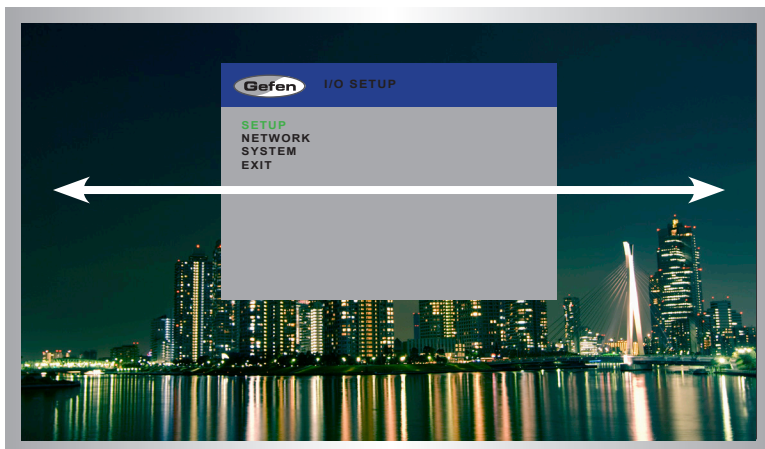 Gefen I/O SETUP
SETUP
NETWORK
SYSTEM
EXIT